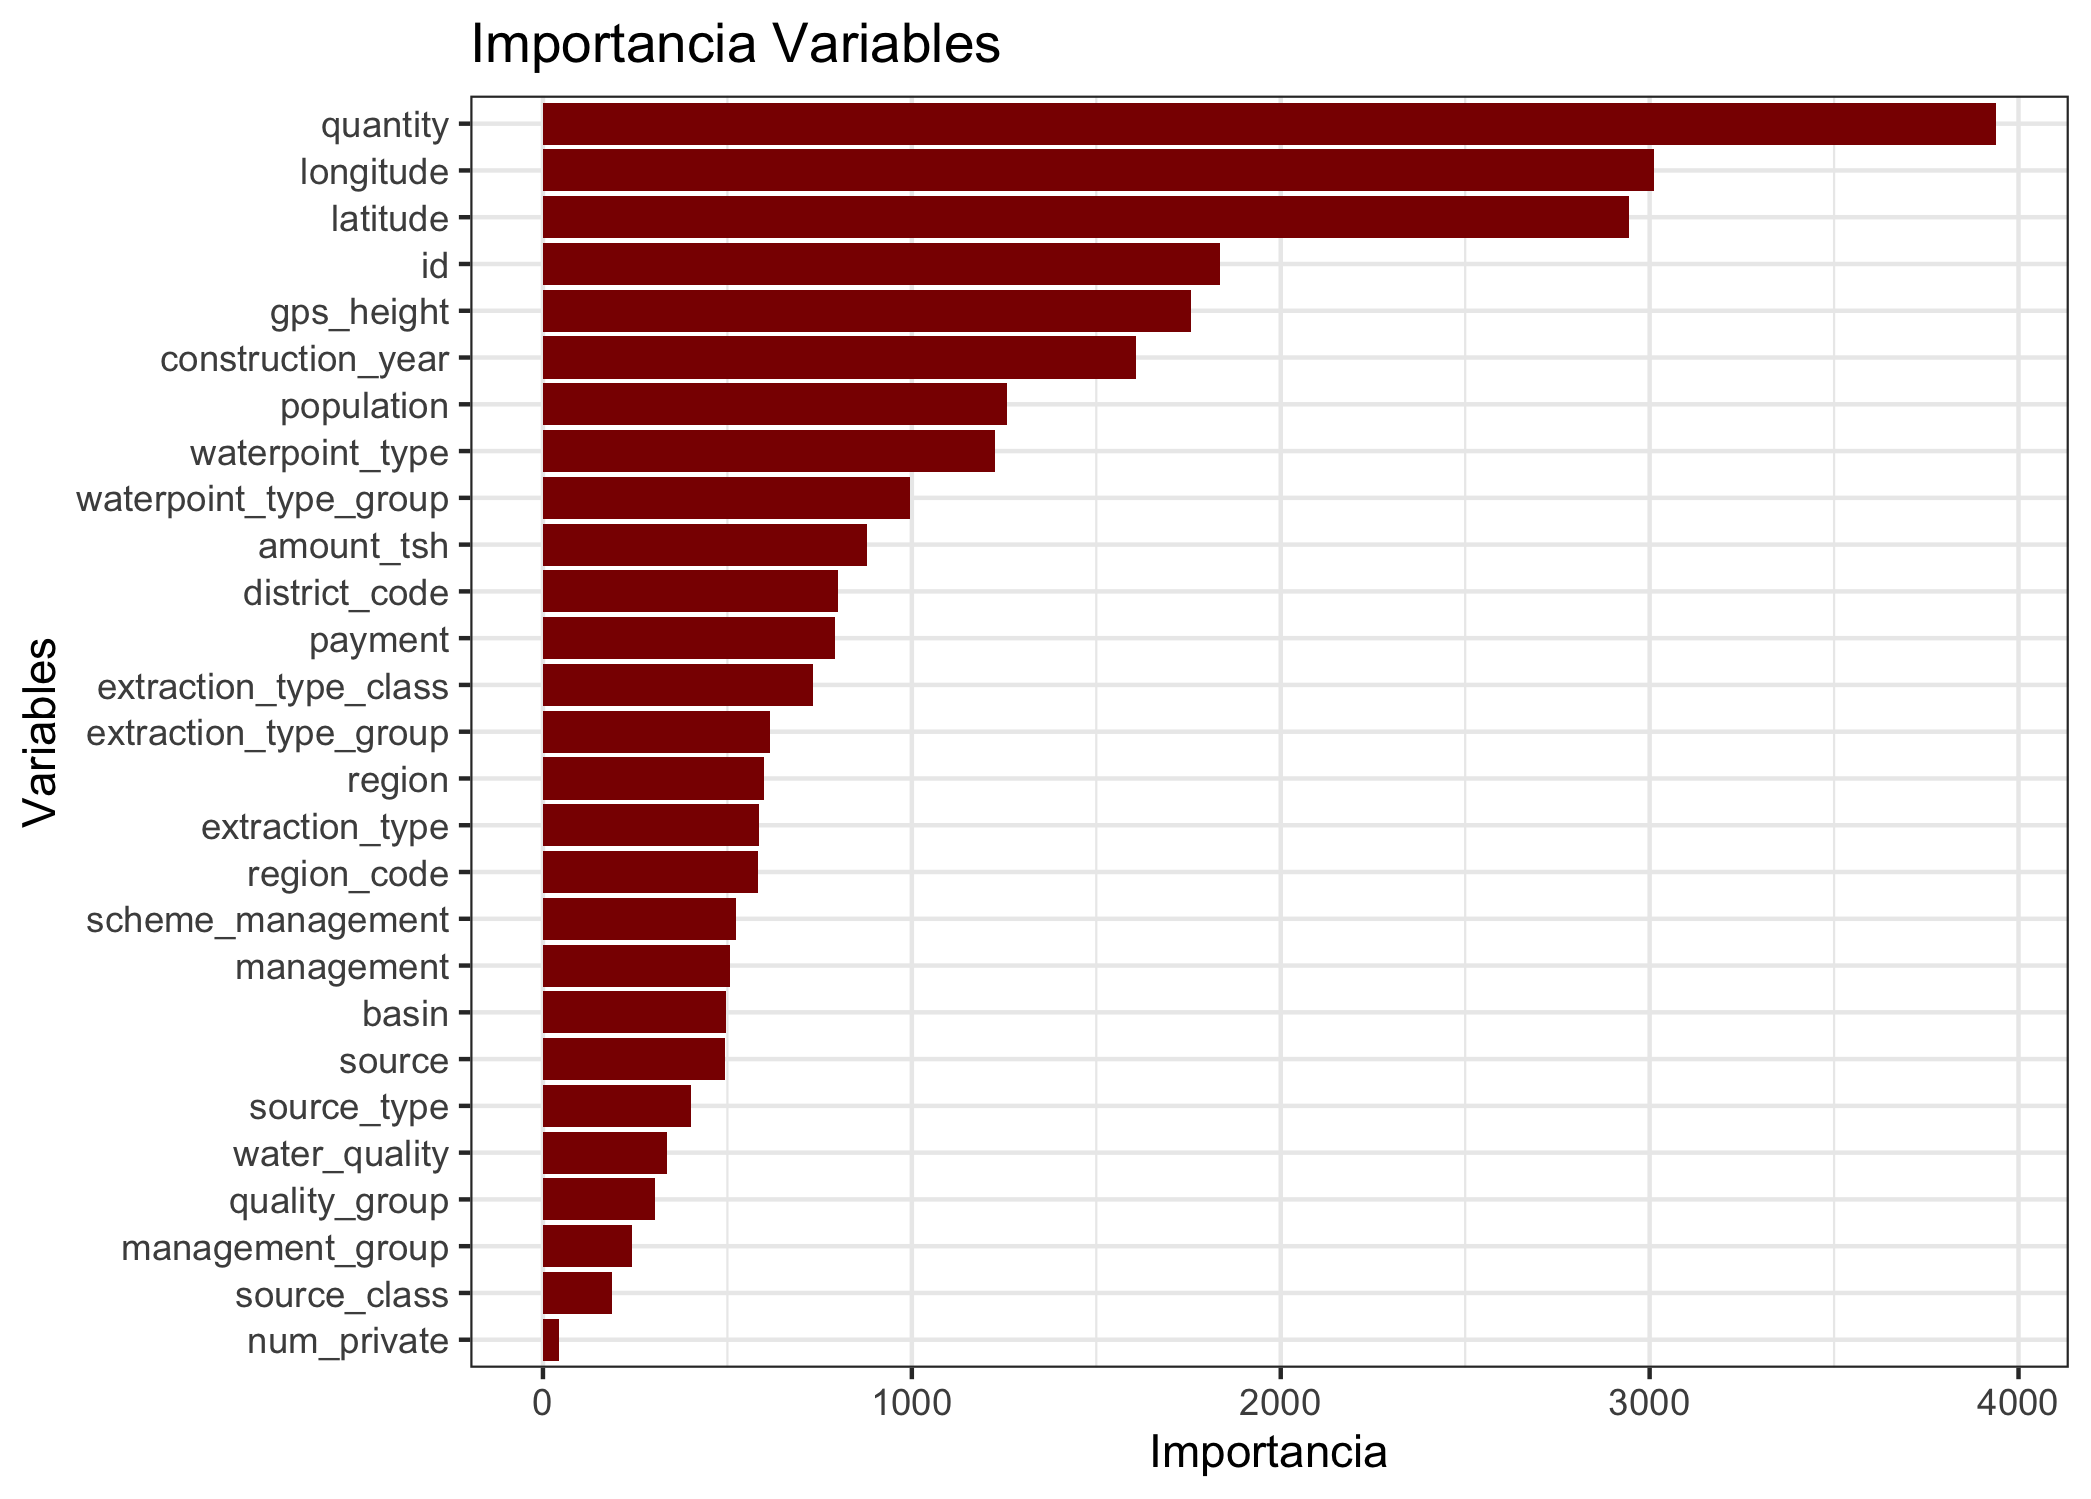 Importancia Variables
quantity
longitude
latitude
id
gps_height
construction_year
population
waterpoint_type
waterpoint_type_group
amount_tsh
district_code
payment
extraction_type_class
extraction_type_group
region
extraction_type
region_code
scheme_management
management
basin
source
source_type
water_quality
quality_group
management_group
source_class
num_private
Variables
0 1000 2000 3000 4000
Importancia